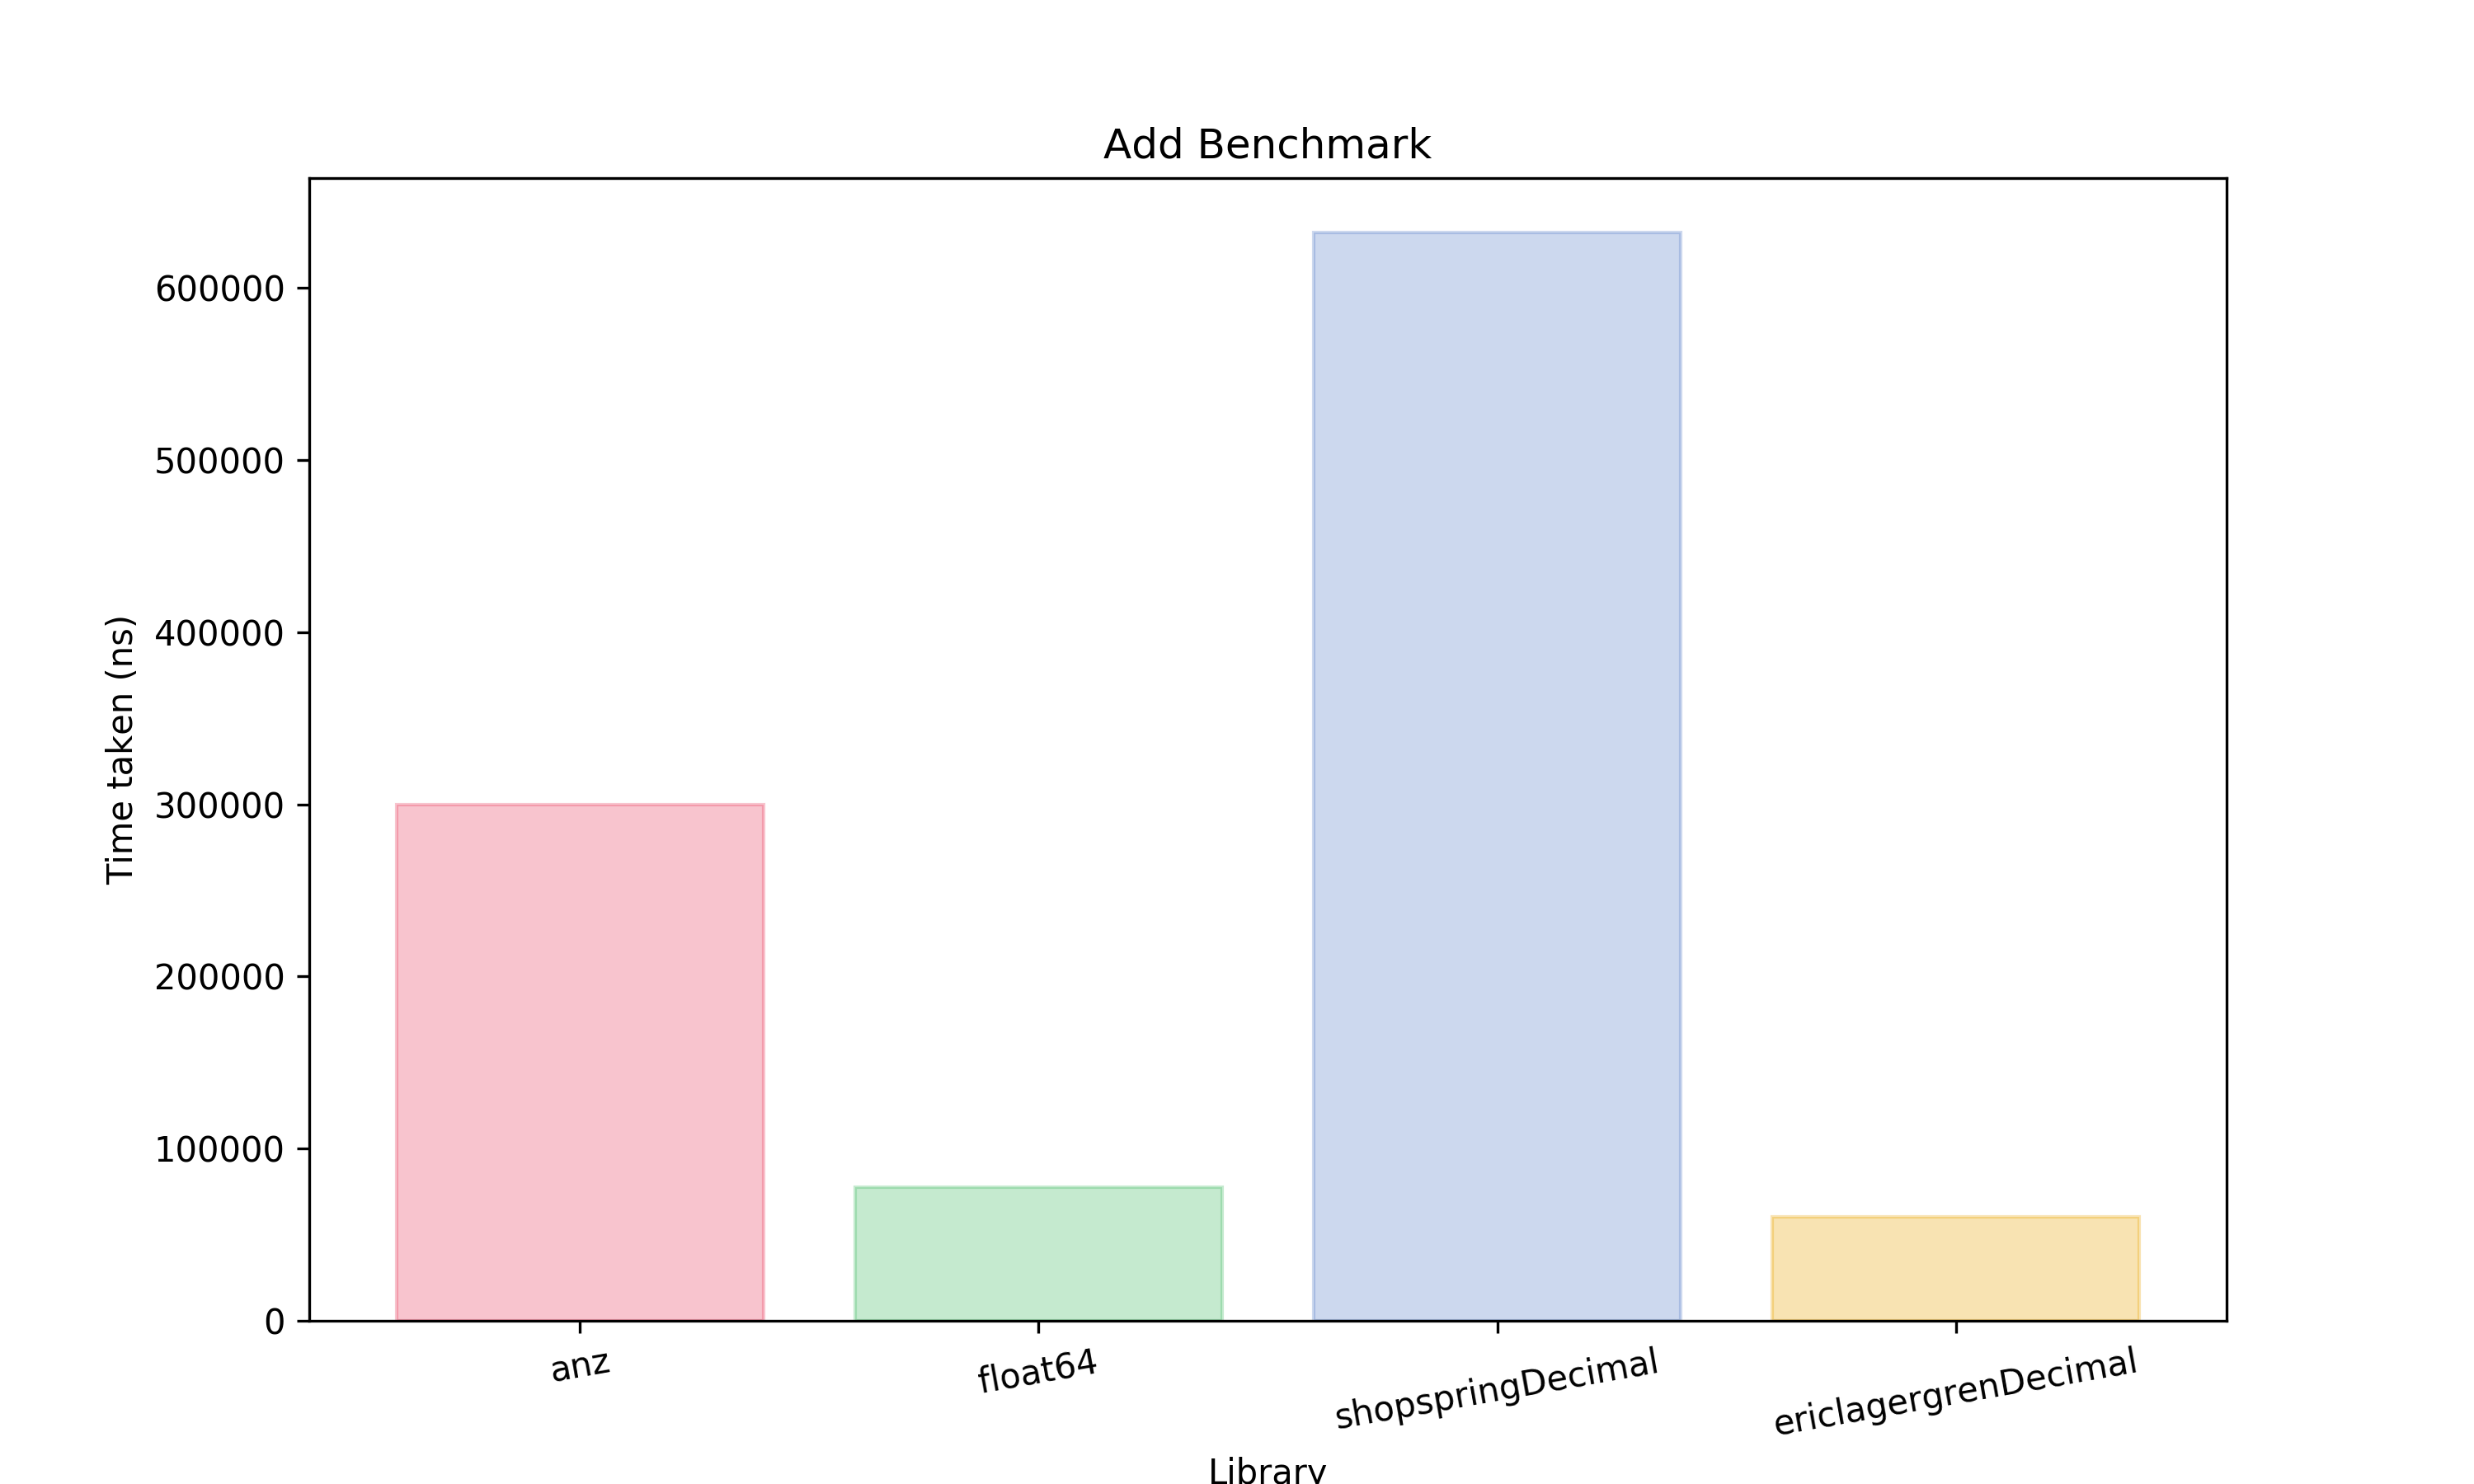 Add Benchmark
600000
500000
400000
300000
200000
100000
0
Time taken (ns)
anz
float64
shopspringDecimal
ericlagergrenDecimal
Library